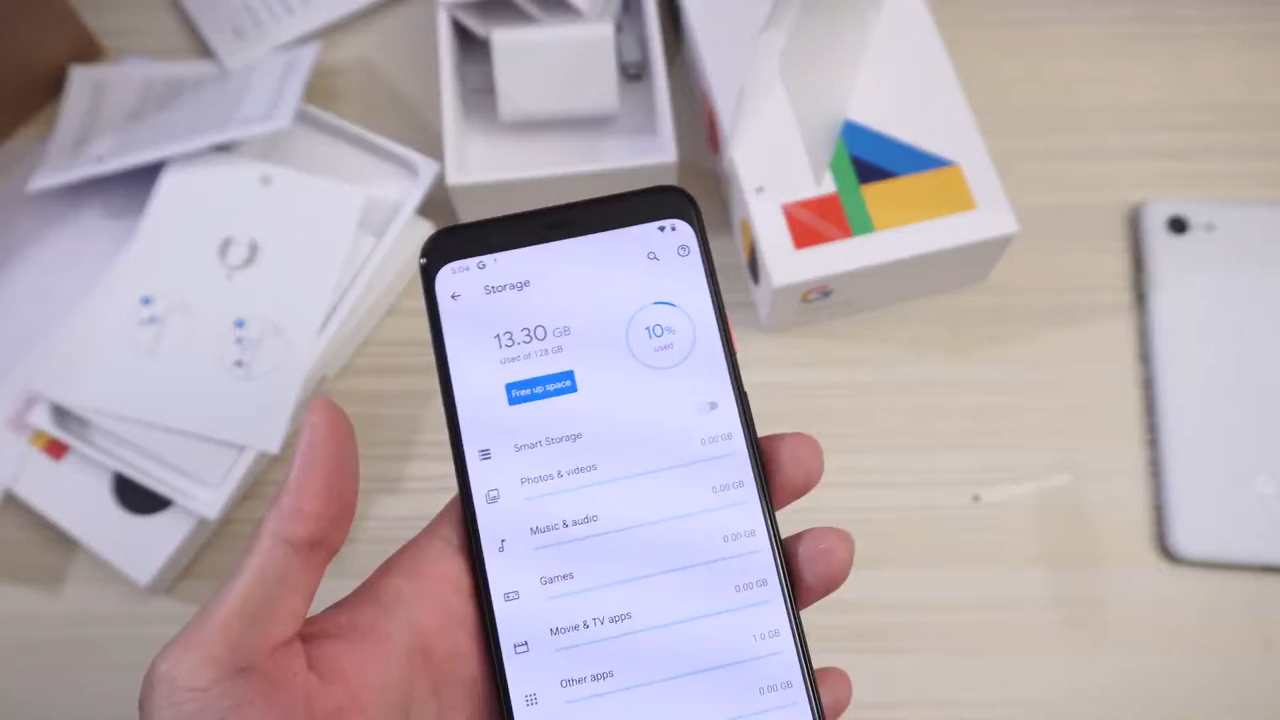 5:04 G
Storage
13.30 GB
Used of 128 GB
10%
used
Free up space
Smart Storage
Photos & videos 0.00 GB
Music & audio 0.00 GB
Games 0.00 GB
Movie & TV apps 0.00 GB
Other apps 1.0 GB
0.00 GB